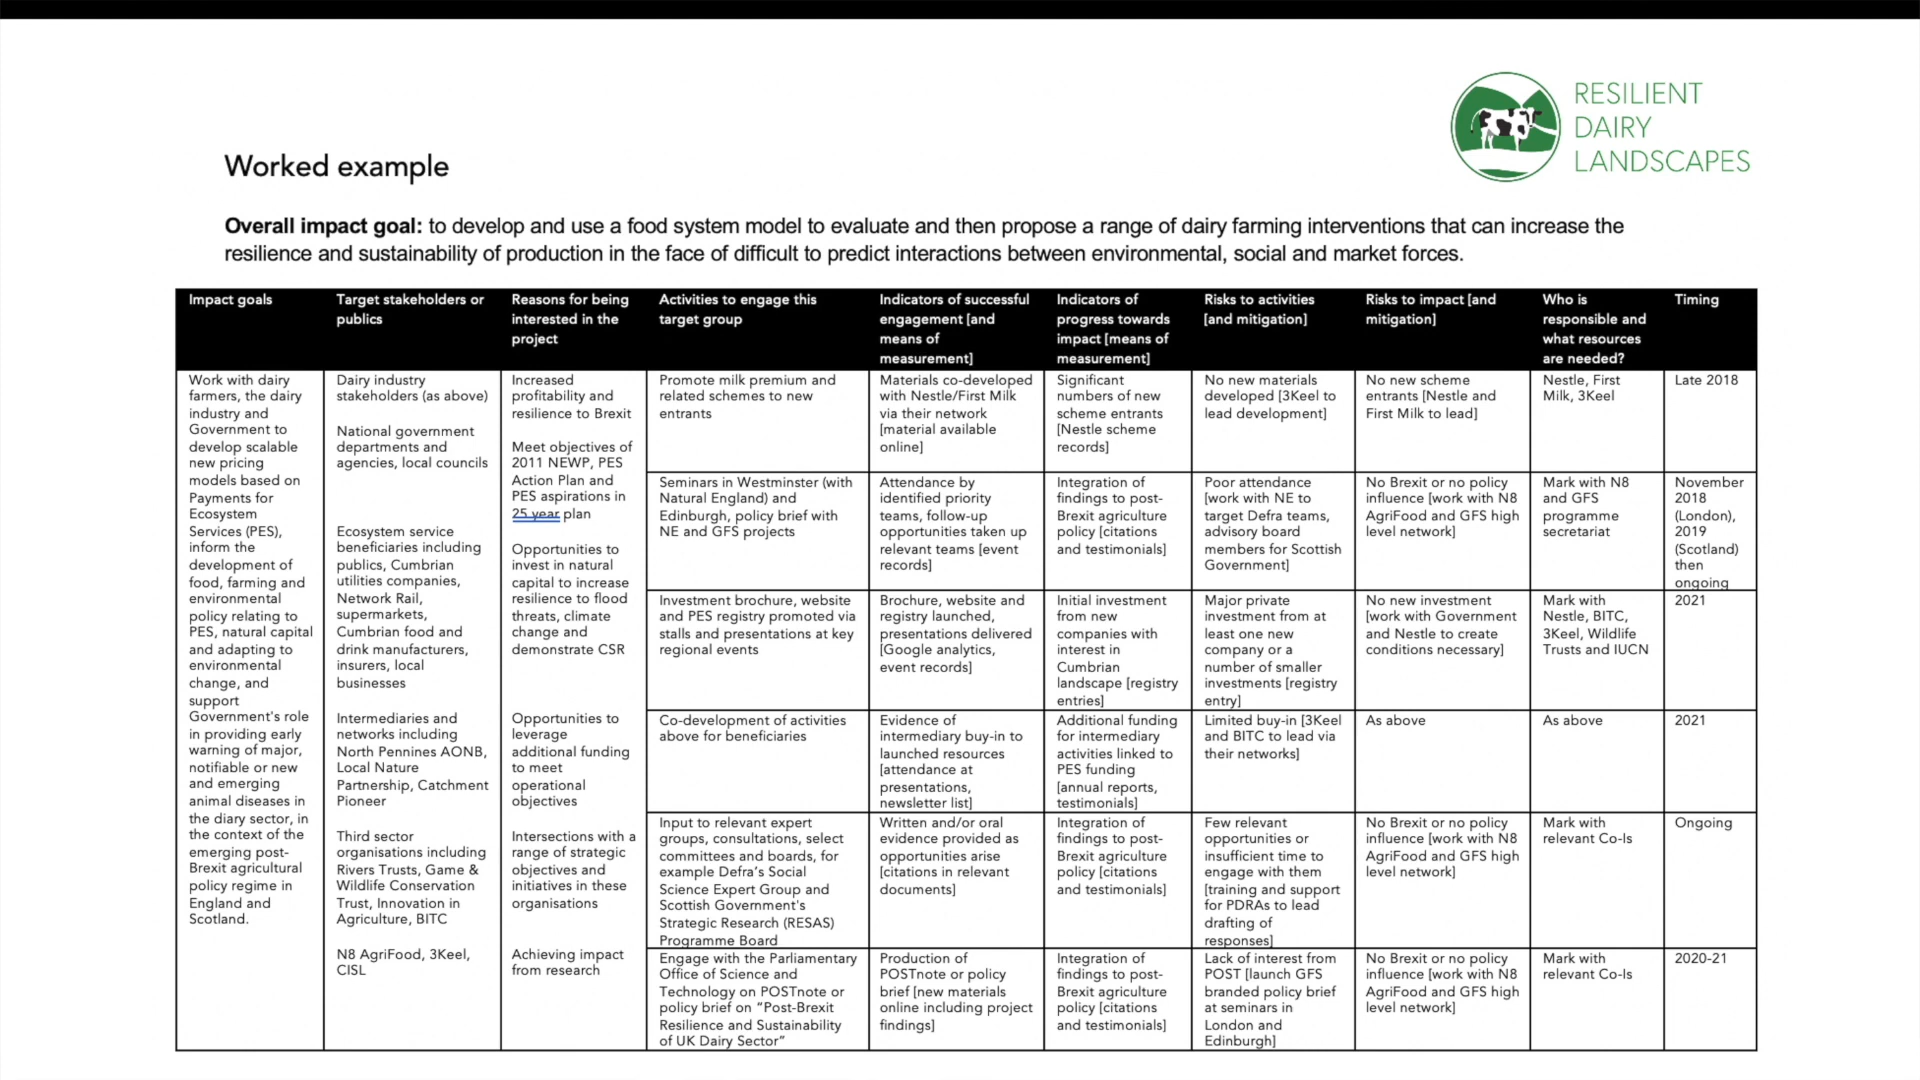 RESILIENT
DAIRY
LANDSCAPES
Worked example
Overall impact goal: to develop and use a food system model to evaluate and then propose a range of dairy farming interventions that can increase the
resilience and sustainability of production in the face of difficult to predict interactions between environmental, social and market forces.
Impact goals
Target stakeholders or
publics
Reasons for being
interested in the
project
Activities to engage this
target group
Indicators of successful
engagement [and
means of
measurement]
Indicators of
progress towards
impact [means of
measurement]
Risks to activities
[and mitigation]
Risks to impact [and
mitigation]
Who is
responsible and
what resources
are needed?
Timing
Work with dairy
farmers, the dairy
industry and
Government to
develop scalable
new pricing
models based on
Payments for
Ecosystem
Services (PES),
inform the
development of
food, farming and
environmental
policy relating to
PES, natural capital
and adapting to
environmental
change, and
support
Government's role
in providing early
warning of major,
notifiable or new
and emerging
animal diseases in
the diary sector, in
the context of the
emerging post-
Brexit agricultural
policy regime in
England and
Scotland.
Dairy industry
stakeholders (as above)
National government
departments and
agencies, local councils
Ecosystem service
beneficiaries including
publics, Cumbrian
utilities companies,
Network Rail,
supermarkets,
Cumbrian food and
drink manufacturers,
insurers, local
businesses
Intermediaries and
networks including
North Pennines AONB,
Local Nature
Partnership, Catchment
Pioneer
Third sector
organisations including
Rivers Trusts, Game &
Wildlife Conservation
Trust, Innovation in
Agriculture, BITC
N8 AgriFood, 3Keel,
CISL
Increased
profitability and
resilience to Brexit
Meet objectives of
2011 NEWP, PES
Action Plan and
PES aspirations in
25 year plan
Opportunities to
invest in natural
capital to increase
resilience to flood
threats, climate
change and
demonstrate CSR
Opportunities to
leverage
additional funding
to meet
operational
objectives
Intersections with a
range of strategic
objectives and
initiatives in these
organisations
Achieving impact
from research
Promote milk premium and
related schemes to new
entrants
Materials co-developed
with Nestle/First Milk
via their network
[material available
online]
Significant
numbers of new
scheme entrants
[Nestle scheme
records]
No new materials
developed [3Keel to
lead development]
No new scheme
entrants [Nestle and
First Milk to lead]
Nestle, First
Milk, 3Keel
Late 2018
Seminars in Westminster (with
Natural England) and
Edinburgh, policy brief with
NE and GFS projects
Attendance by
identified priority
teams, follow-up
opportunities taken up
relevant teams [event
records]
Integration of
findings to post-
Brexit agriculture
policy [citations
and testimonials]
Poor attendance
[work with NE to
target Defra teams,
advisory board
members for Scottish
Government]
No Brexit or no policy
influence [work with N8
AgriFood and GFS high
level network]
Mark with N8
and GFS
programme
secretariat
November
2018
(London),
2019
(Scotland)
then
ongoing
Investment brochure, website
and PES registry promoted via
stalls and presentations at key
regional events
Brochure, website and
registry launched,
presentations delivered
[Google analytics,
event records]
Initial investment
from new
companies with
interest in
Cumbrian
landscape [registry
entries]
Major private
investment from at
least one new
company or a
number of smaller
investments [registry
entry]
No new investment
[work with Government
and Nestle to create
conditions necessary]
Mark with
Nestle, BITC,
3Keel, Wildlife
Trusts and IUCN
2021
Co-development of activities
above for beneficiaries
Evidence of
intermediary buy-in to
launched resources
[attendance at
presentations,
newsletter list]
Additional funding
for intermediary
activities linked to
PES funding
[annual reports,
testimonials]
Limited buy-in [3Keel
and BITC to lead via
their networks]
As above
As above
2021
Input to relevant expert
groups, consultations, select
committees and boards, for
example Defra's Social
Science Expert Group and
Scottish Government's
Strategic Research (RESAS)
Programme Board
Written and/or oral
evidence provided as
opportunities arise
[citations in relevant
documents]
Integration of
findings to post-
Brexit agriculture
policy [citations
and testimonials]
Few relevant
opportunities or
insufficient time to
engage with them
[training and support
for PDRAs to lead
drafting of
responses]
No Brexit or no policy
influence [work with N8
AgriFood and GFS high
level network]
Mark with
relevant Co-Is
Ongoing
Engage with the Parliamentary
Office of Science and
Technology on POSTnote or
policy brief on "Post-Brexit
Resilience and Sustainability
of UK Dairy Sector"
Production of
POSTnote or policy
brief [new materials
online including project
findings]
Integration of
findings to post-
Brexit agriculture
policy [citations
and testimonials]
Lack of interest from
POST [launch GFS
branded policy brief
at seminars in
London and
Edinburgh]
No Brexit or no policy
influence [work with N8
AgriFood and GFS high
level network]
Mark with
relevant Co-Is
2020-21